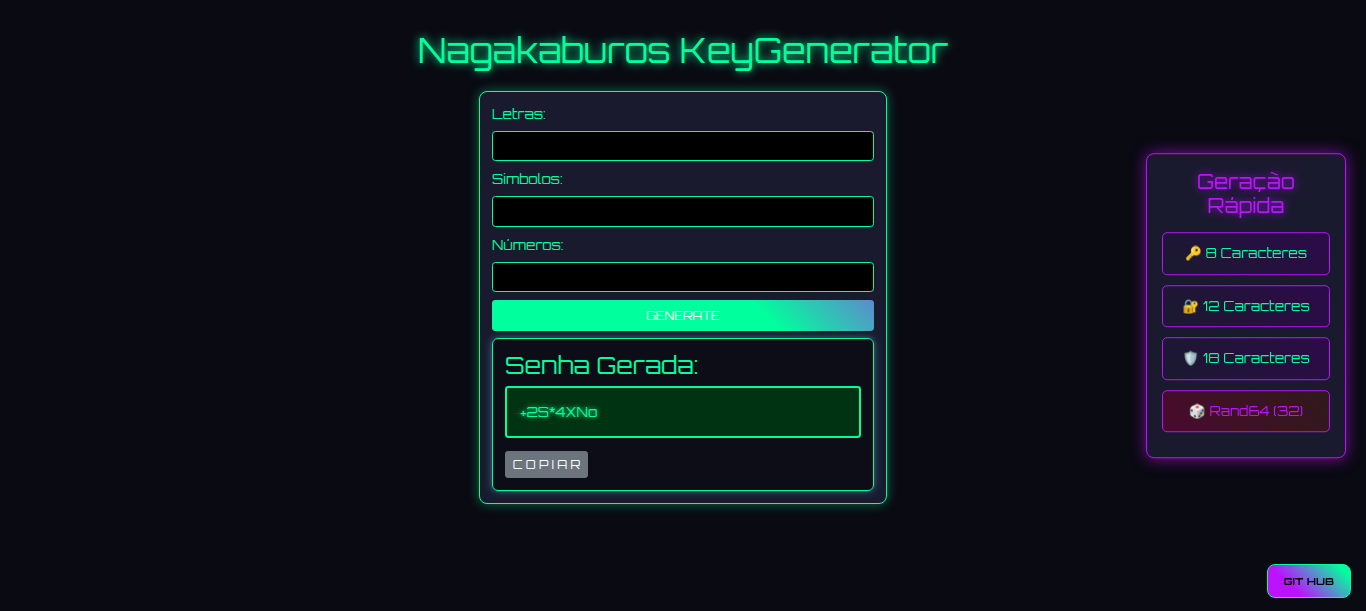 Nagakaburos KeyGenerator
Letras:
Simbolos:
Números:
GENERATE
Senha Gerada:
+2S*4XNo
COPIAR
Geração
Rápida
🔑 8 Caracteres
🔐 12 Caracteres
🛡️ 18 Caracteres
🎲 Rand64 (32)
GIT HUB